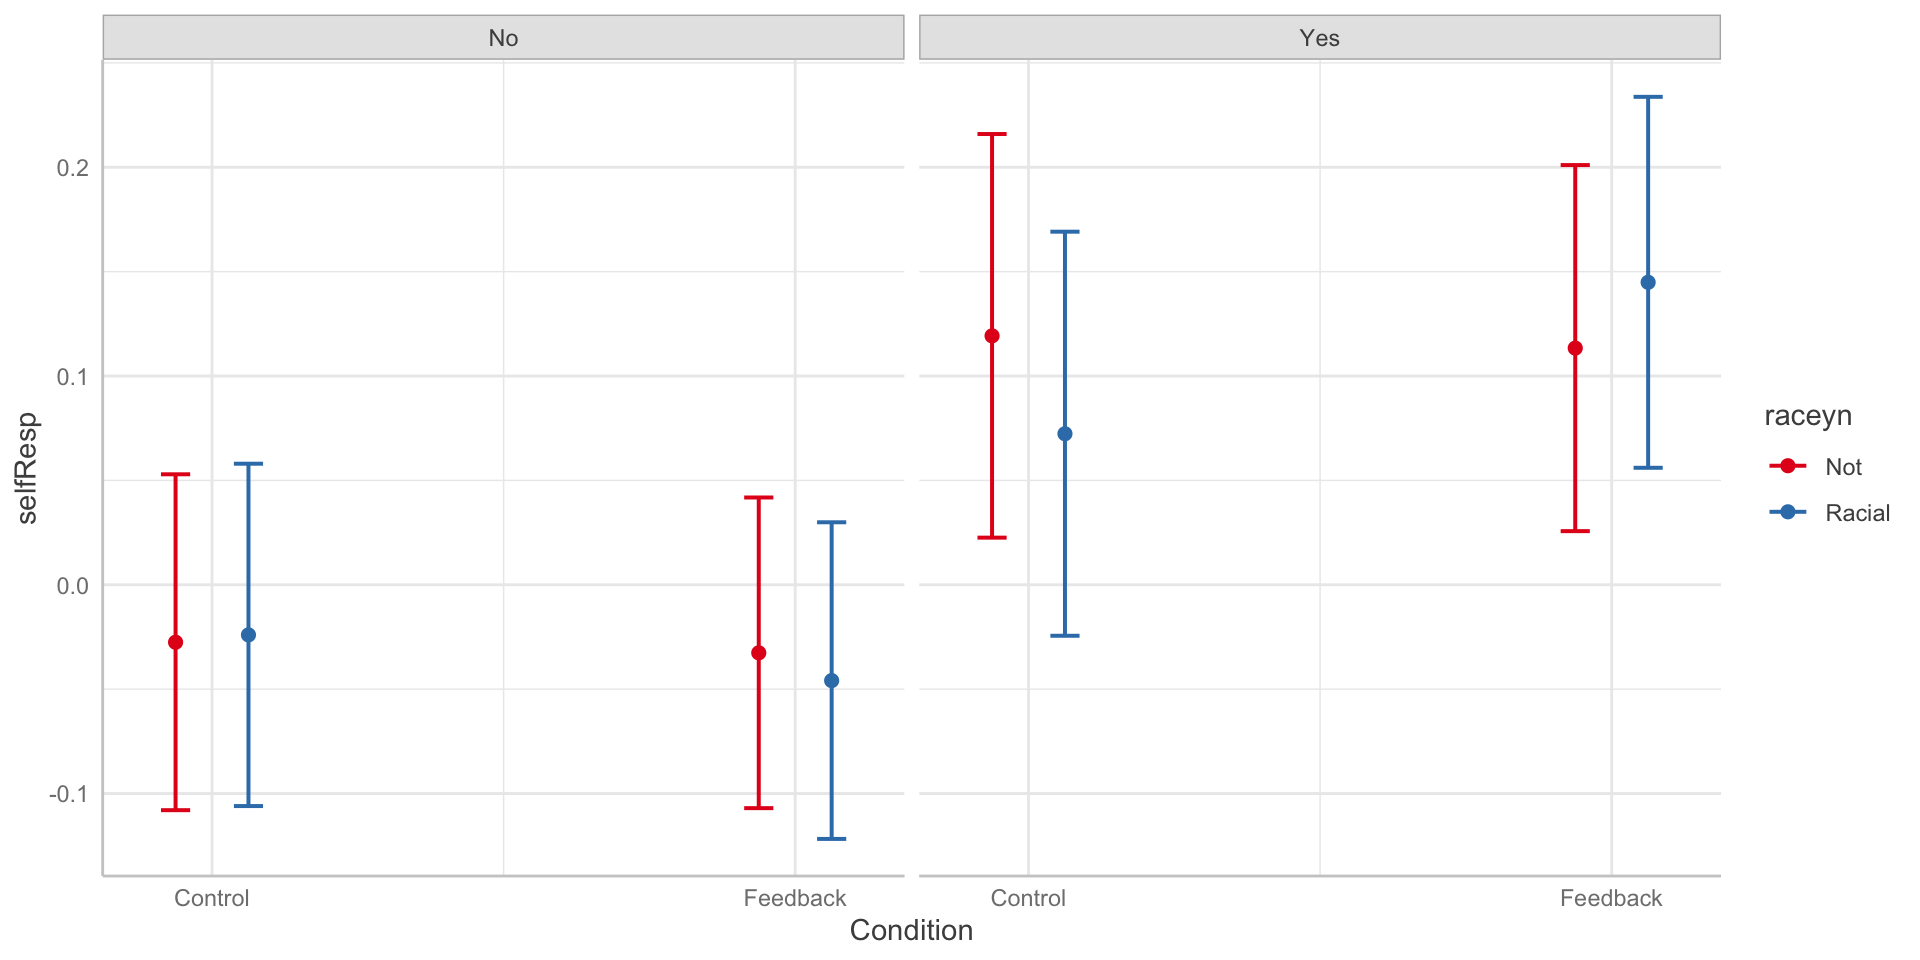 No
Yes
0.2
0.1
0.0
-0.1
selfResp
Control
Feedback
Control
Feedback
Condition
raceyn
Not
Racial